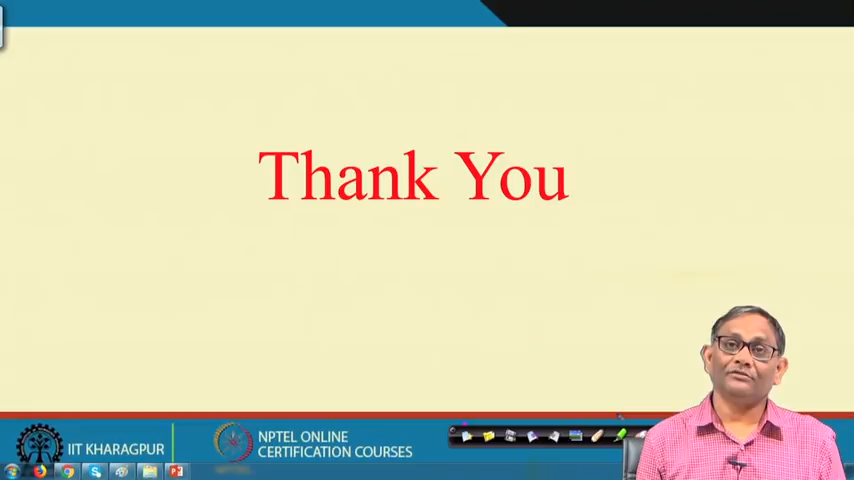 Thank You
IIT KHARAGPUR
NPTEL ONLINE
CERTIFICATION COURSES